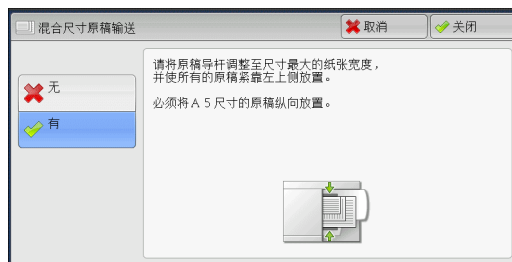 混合尺寸原稿输送
取消
关闭
无
有
请将原稿导杆调整至尺寸最大的纸张宽度，
并使所有的原稿紧靠左上侧放置。
必须将A5尺寸的原稿纵向放置。